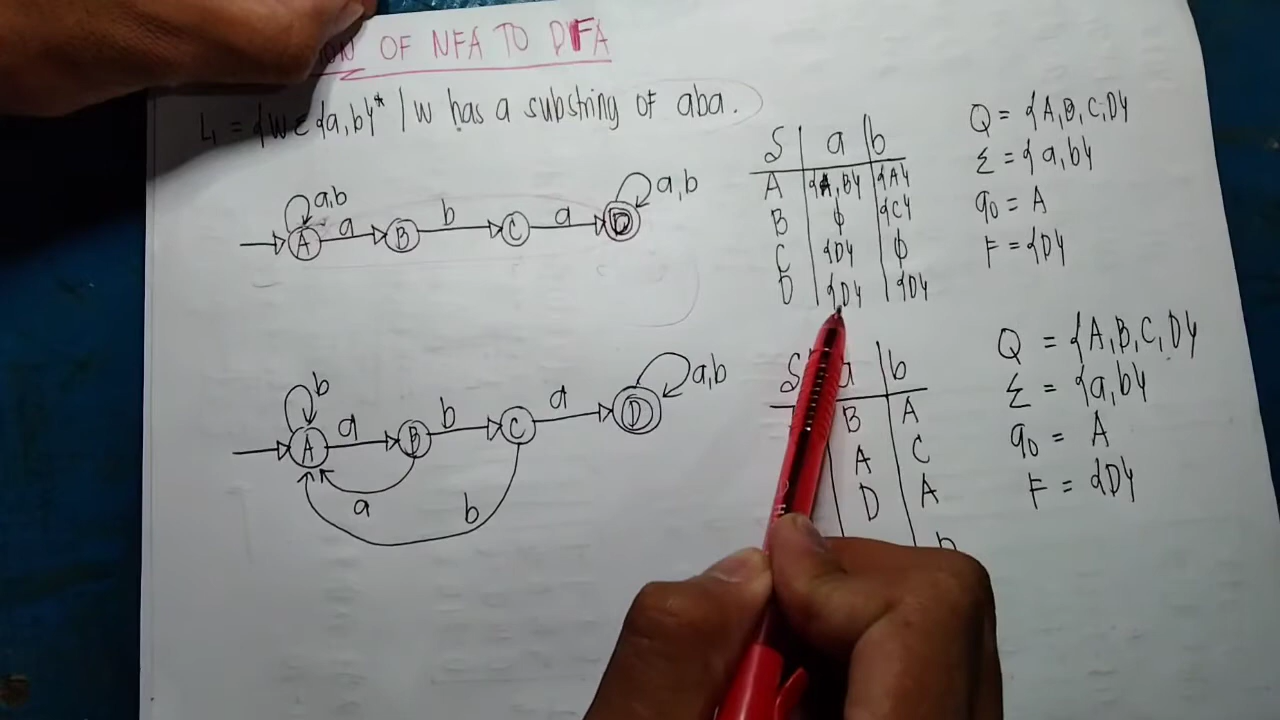 OF NFA TO DFA
L₁ = {w ε {a,b}* | w has a substring of aba.
a,b
a
b
a
a,b
A
B
C
D
S | a | b
A | {A,B} | {A}
B | ϕ | {C}
C | {D} | ϕ
D | {D} | {D}
Q = {A,B,C,D}
Σ = {a,b}
q0 = A
F = {D}
b
a
b
a
a,b
A
B
C
D
a
b
S a | b
B | A
A | C
D | A
D
Q = {A,B,C,D}
Σ = {a,b}
q0 = A
F = {D}